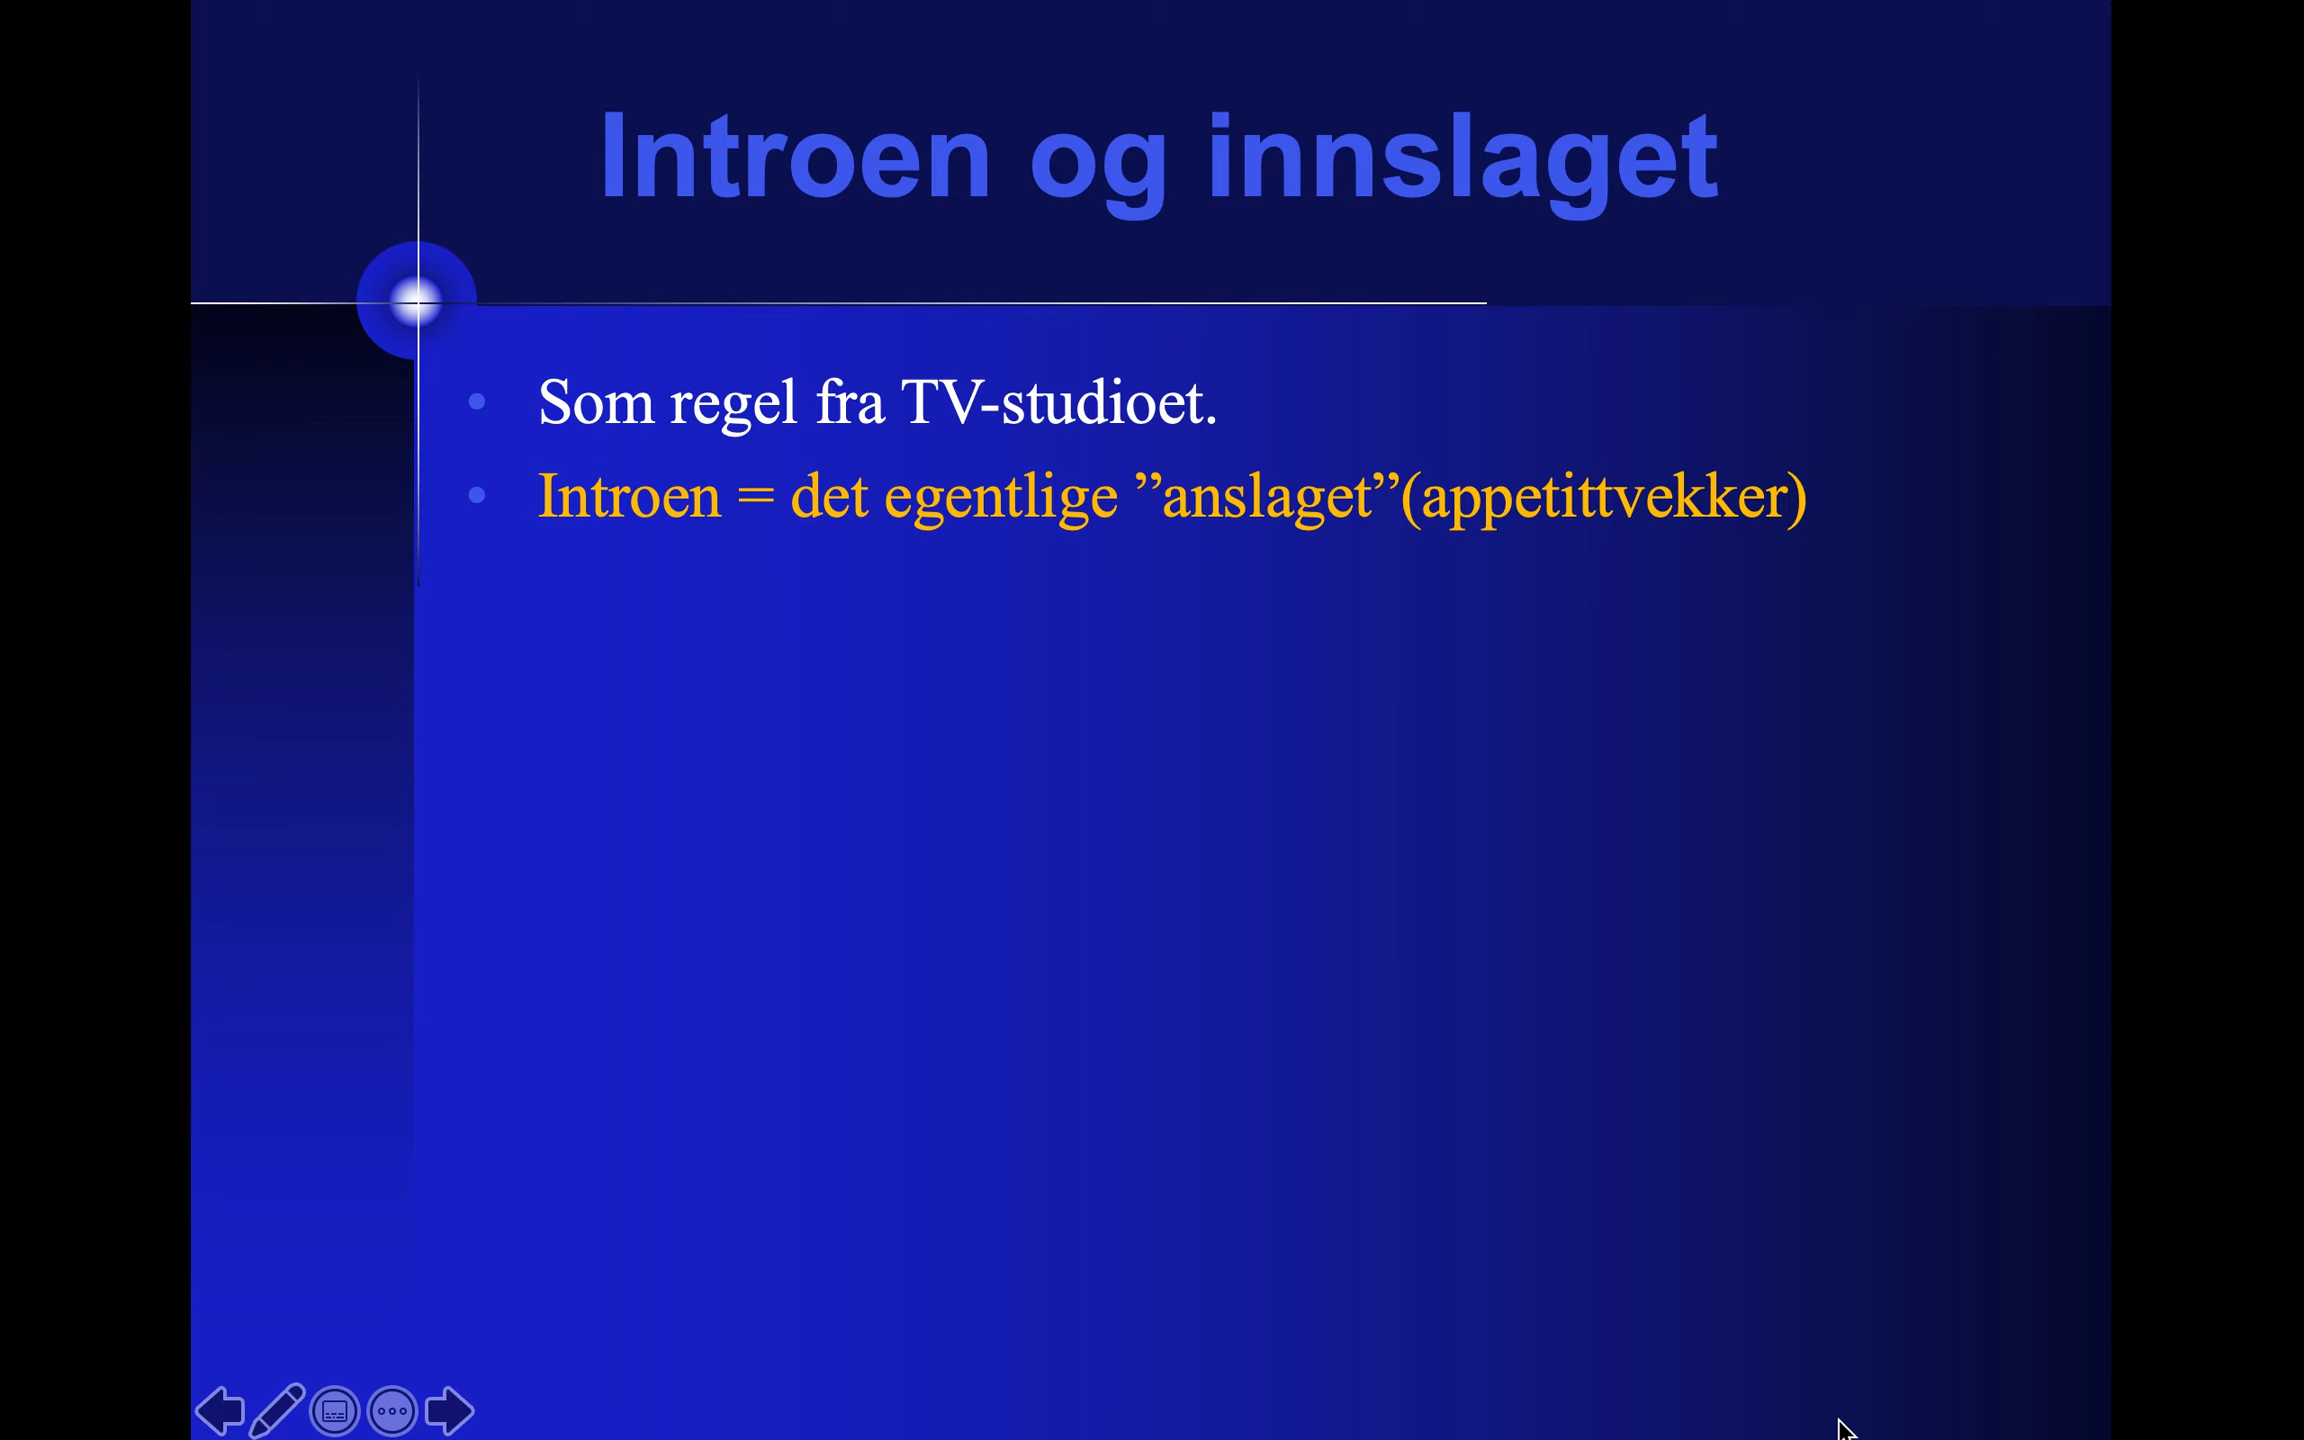 Introen og innslaget
Som regel fra TV-studioet.
Introen = det egentlige ”anslaget”(appetittvekker)